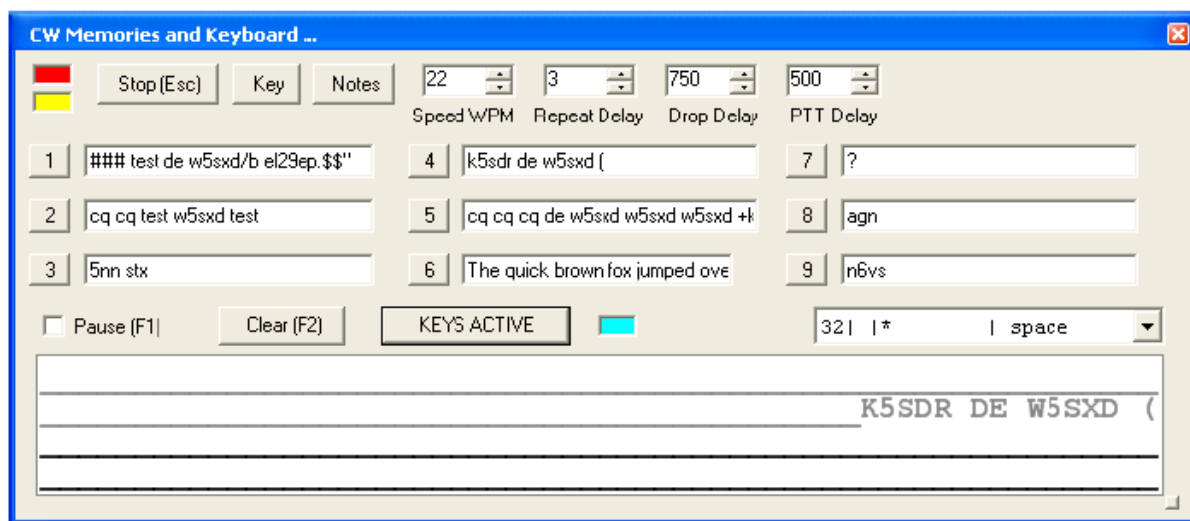 CW Memories and Keyboard ...
Stop (Esc) Key Notes 22 3 750 500
Speed WPM Repeat Delay Drop Delay PTT Delay
1 ### test de w5sxd/b el29ep.$$" 4 k5sdr de w5sxd ( 7 ?
2 cq cq test w5sxd test 5 cq cq cq de w5sxd w5sxd w5sxd +k 8 agn
3 5nn stx 6 The quick brown fox jumped ove 9 n6vs
Pause (F1| Clear (F2) KEYS ACTIVE 32| |* | space
K5SDR DE W5SXD (